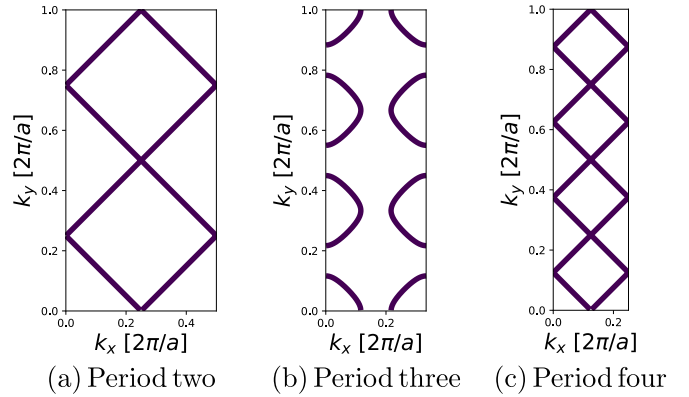 1.0
0.8
0.6
0.4
0.2
0.0
k_y [2π/a]
0.0 0.2 0.4
k_x [2π/a]
(a) Period two
1.0
0.8
0.6
0.4
0.2
0.0
k_y [2π/a]
0.0 0.2
k_x [2π/a]
(b) Period three
1.0
0.8
0.6
0.4
0.2
0.0
k_y [2π/a]
0.0 0.2
k_x [2π/a]
(c) Period four